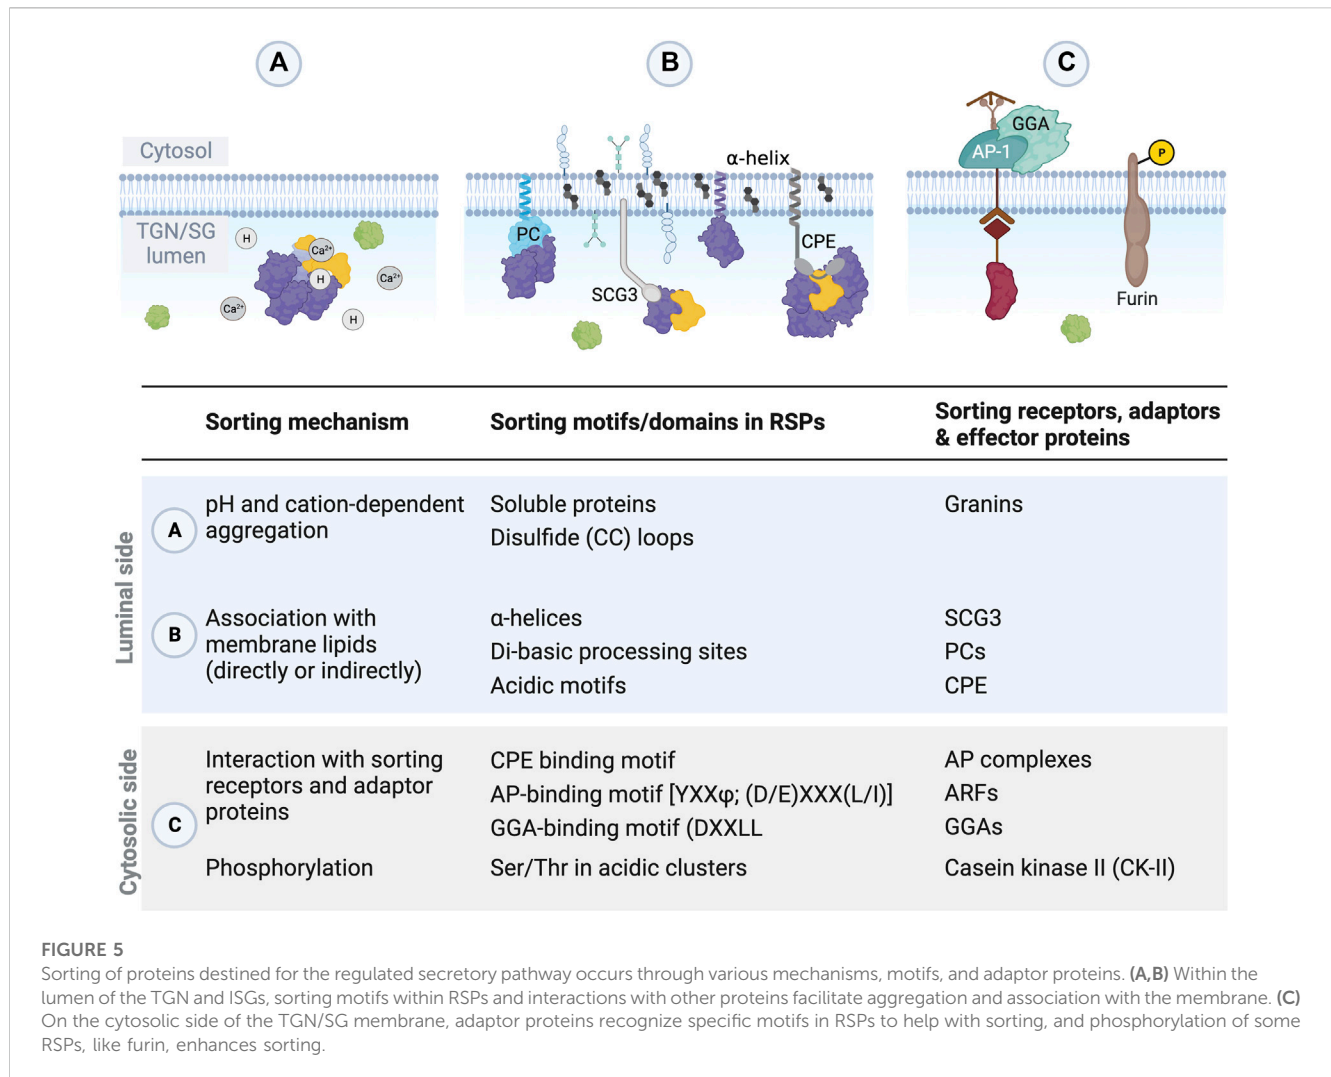 A
B
C
Cytosol
TGN/SG
lumen
H
Ca²⁺
H
Ca²⁺
Ca²⁺
H
PC
SCG3
α-helix
CPE
GGA
AP-1
P
Furin
Sorting mechanism
Sorting motifs/domains in RSPs
Sorting receptors, adaptors
& effector proteins
Luminal side
A
pH and cation-dependent
aggregation
Soluble proteins
Disulfide (CC) loops
Granins
B
Association with
membrane lipids
(directly or indirectly)
α-helices
Di-basic processing sites
Acidic motifs
SCG3
PCs
CPE
Cytosolic side
C
Interaction with sorting
receptors and adaptor
proteins
CPE binding motif
AP-binding motif [YXXφ; (D/E)XXX(L/I)]
GGA-binding motif (DXXLL
AP complexes
ARFs
GGAs
Phosphorylation
Ser/Thr in acidic clusters
Casein kinase II (CK-II)
FIGURE 5
Sorting of proteins destined for the regulated secretory pathway occurs through various mechanisms, motifs, and adaptor proteins. (A,B) Within the
lumen of the TGN and ISGs, sorting motifs within RSPs and interactions with other proteins facilitate aggregation and association with the membrane. (C)
On the cytosolic side of the TGN/SG membrane, adaptor proteins recognize specific motifs in RSPs to help with sorting, and phosphorylation of some
RSPs, like furin, enhances sorting.